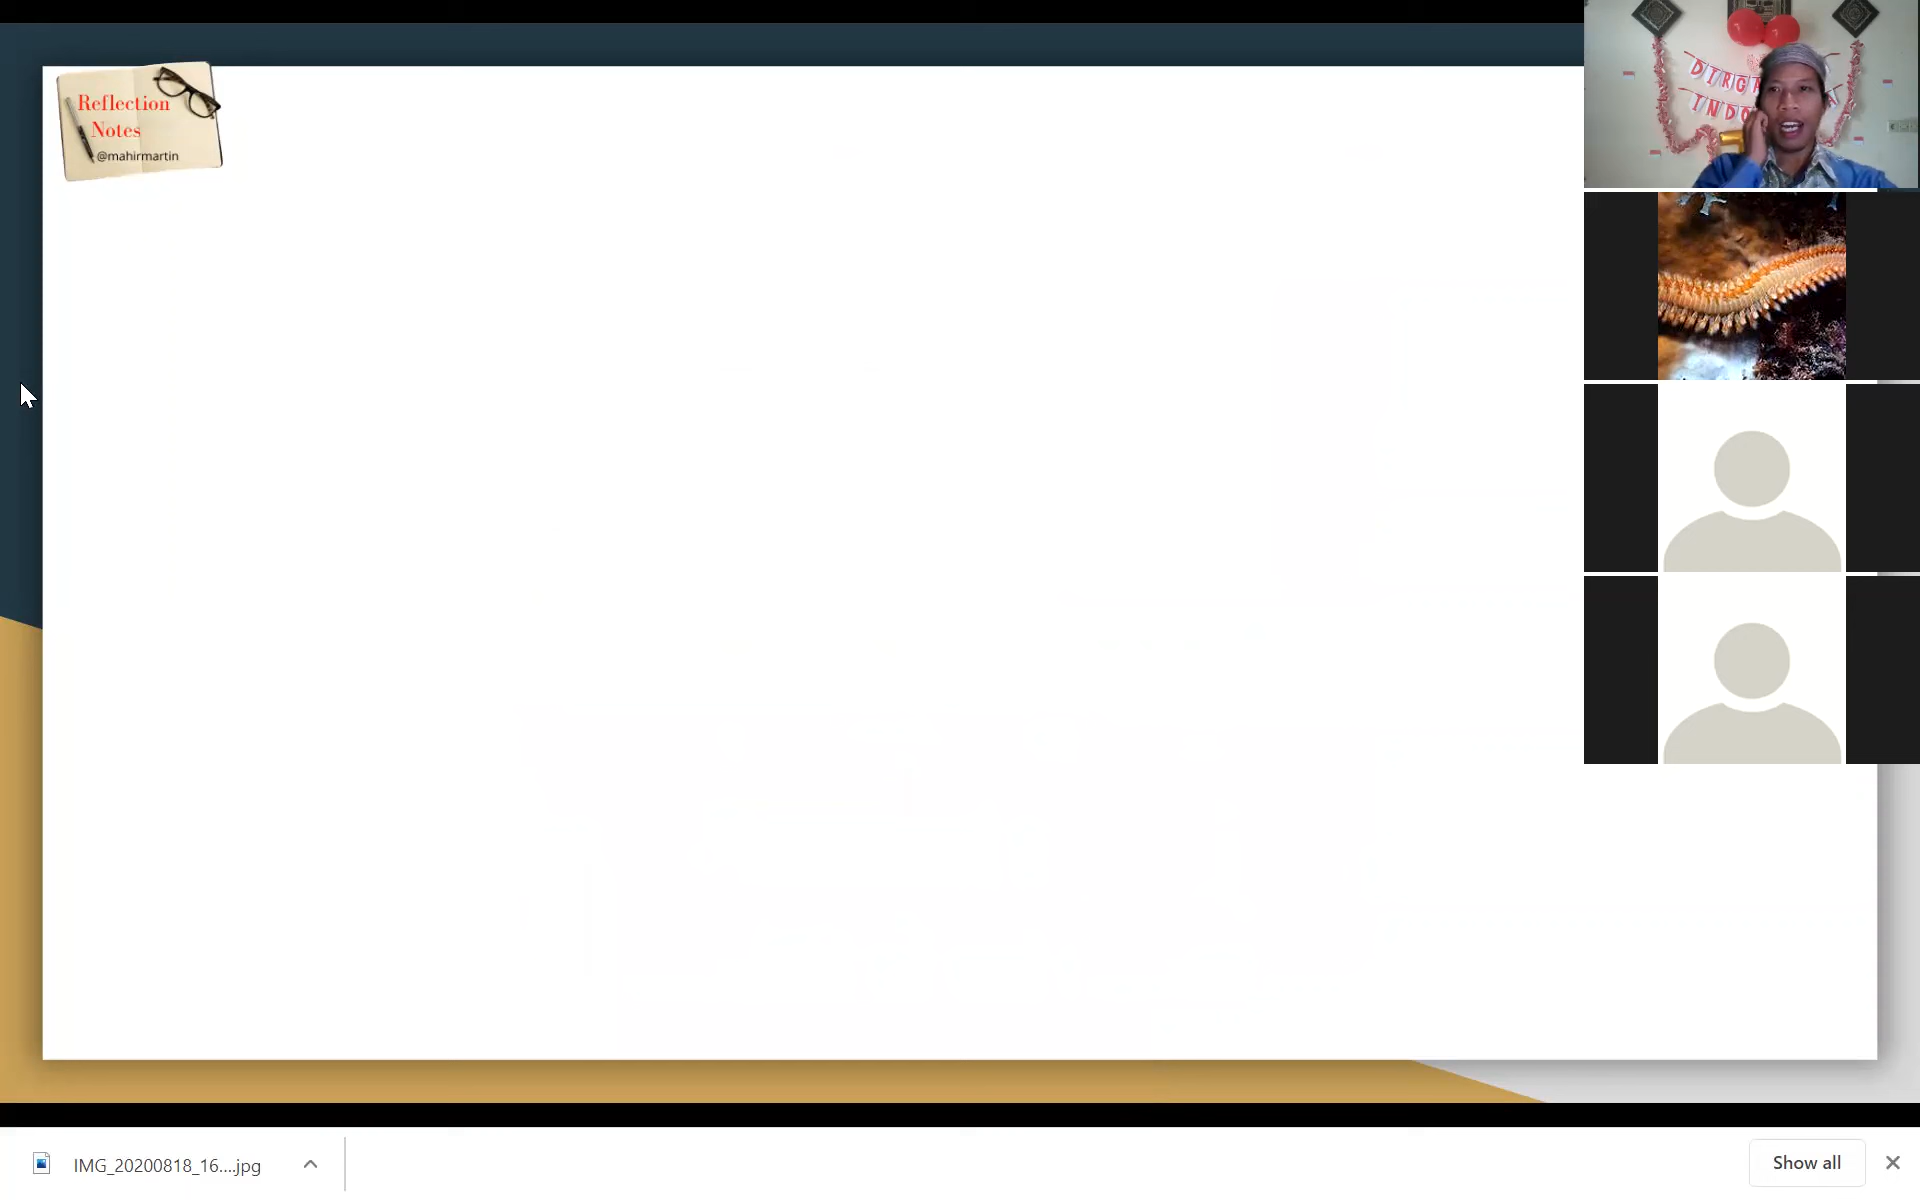 Reflection
Notes
@mahirmartin
IMG_20200818_16....jpg
Show all